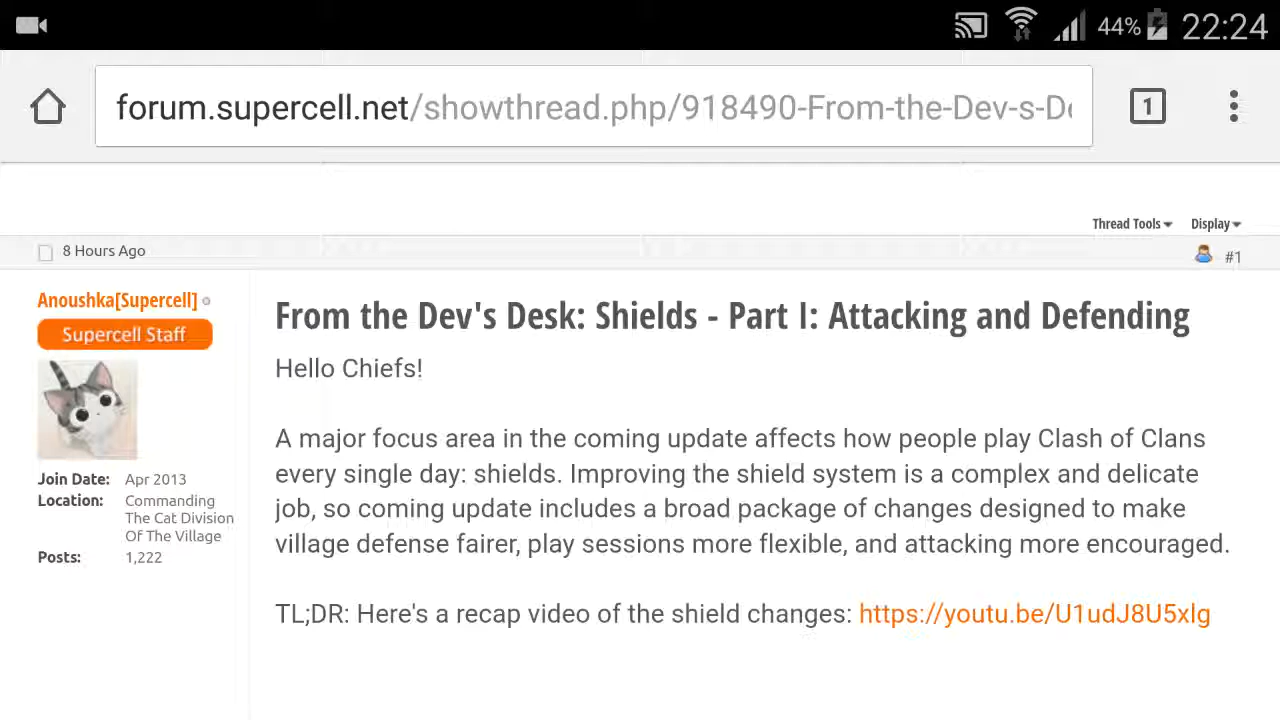 44% 22:24
forum.supercell.net/showthread.php/918490-From-the-Dev-s-De
1
Thread Tools Display
8 Hours Ago #1
Anoushka[Supercell]
Supercell Staff
Join Date: Apr 2013
Location: Commanding
The Cat Division
Of The Village
Posts: 1,222
From the Dev's Desk: Shields - Part I: Attacking and Defending
Hello Chiefs!
A major focus area in the coming update affects how people play Clash of Clans
every single day: shields. Improving the shield system is a complex and delicate
job, so coming update includes a broad package of changes designed to make
village defense fairer, play sessions more flexible, and attacking more encouraged.
TL;DR: Here's a recap video of the shield changes: https://youtu.be/U1udJ8U5xlg